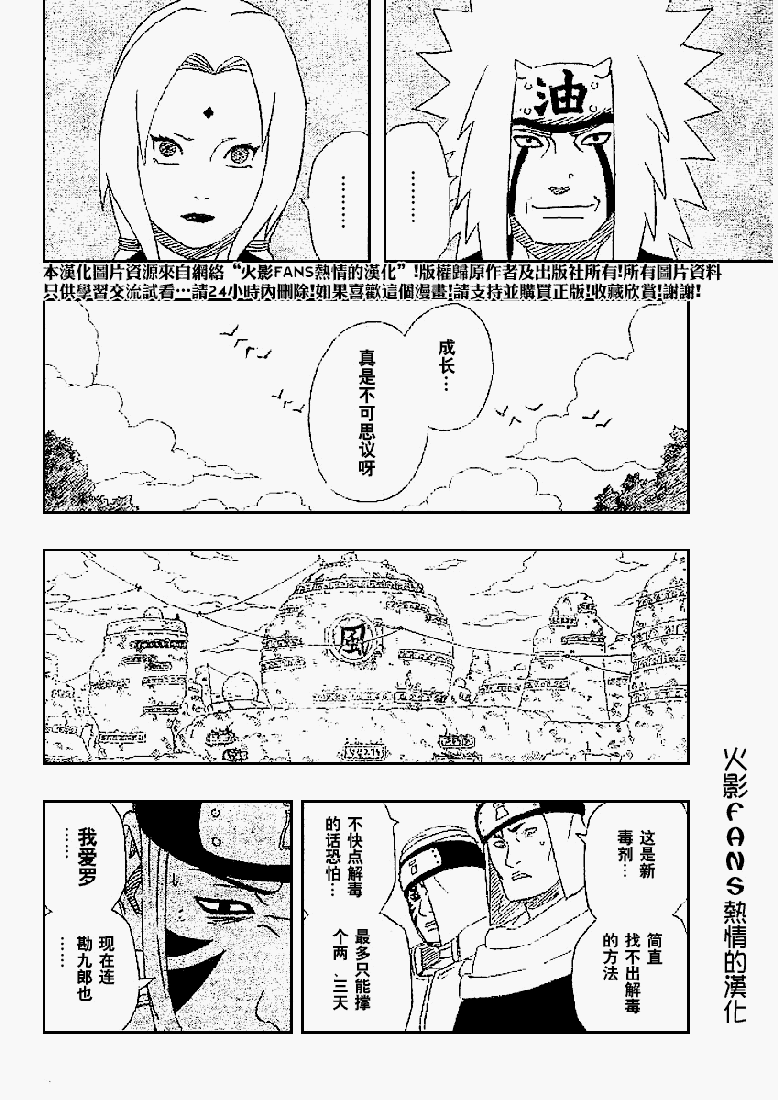 油
………
………
本漢化圖片資源來自網絡“火影FANS熱情的漢化”!版權歸原作者及出版社所有!所有圖片資料
只供學習交流試看…請24小時內刪除!如果喜歡這個漫畫!請支持並購買正版!收藏欣賞!謝謝!
成长…
真是不可思议呀
風
这是新
毒剂…
简直
找不出解毒
的方法
不快点解毒
的话恐怕…
最多只能撑
个两、三天
我爱罗
……
现在连
勘九郎也
……
火影FANS熱情的漢化